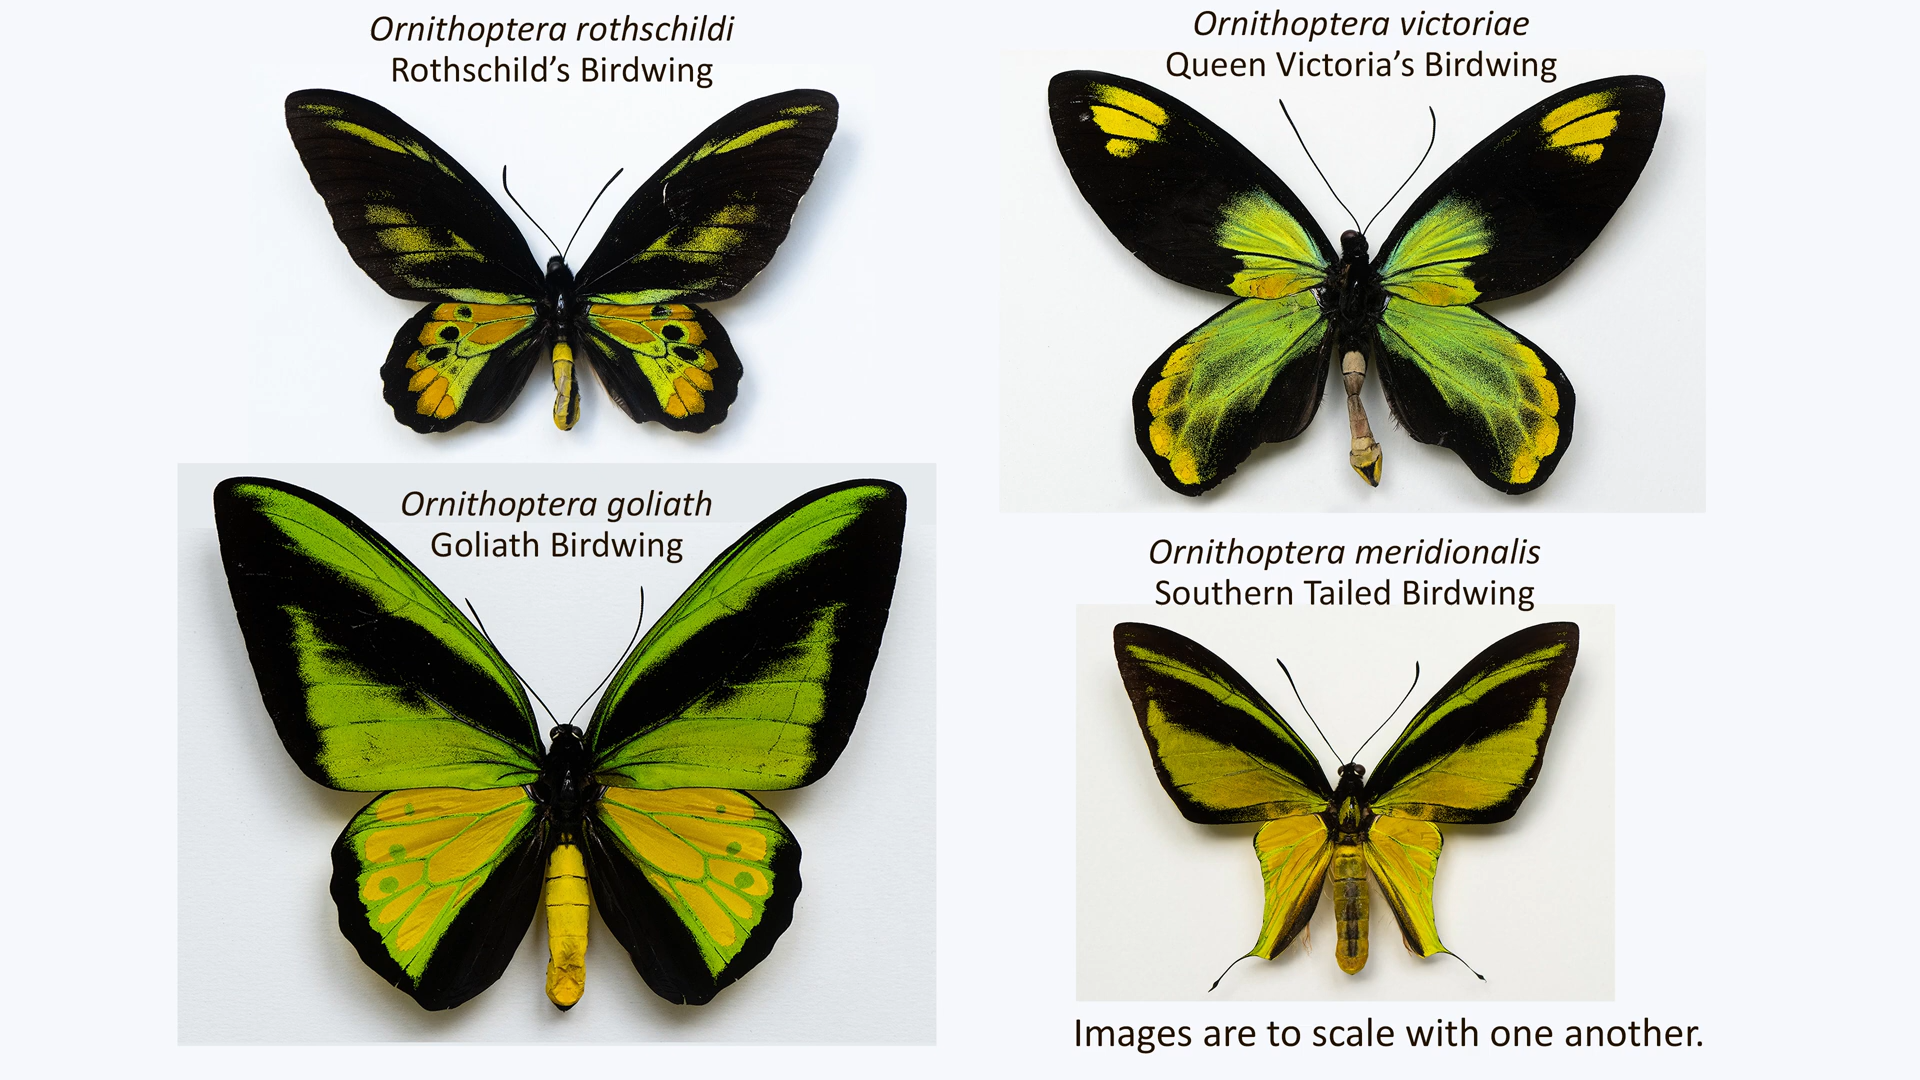 Ornithoptera rothschildi
Rothschild’s Birdwing
Ornithoptera victoriae
Queen Victoria’s Birdwing
Ornithoptera goliath
Goliath Birdwing
Ornithoptera meridionalis
Southern Tailed Birdwing
Images are to scale with one another.